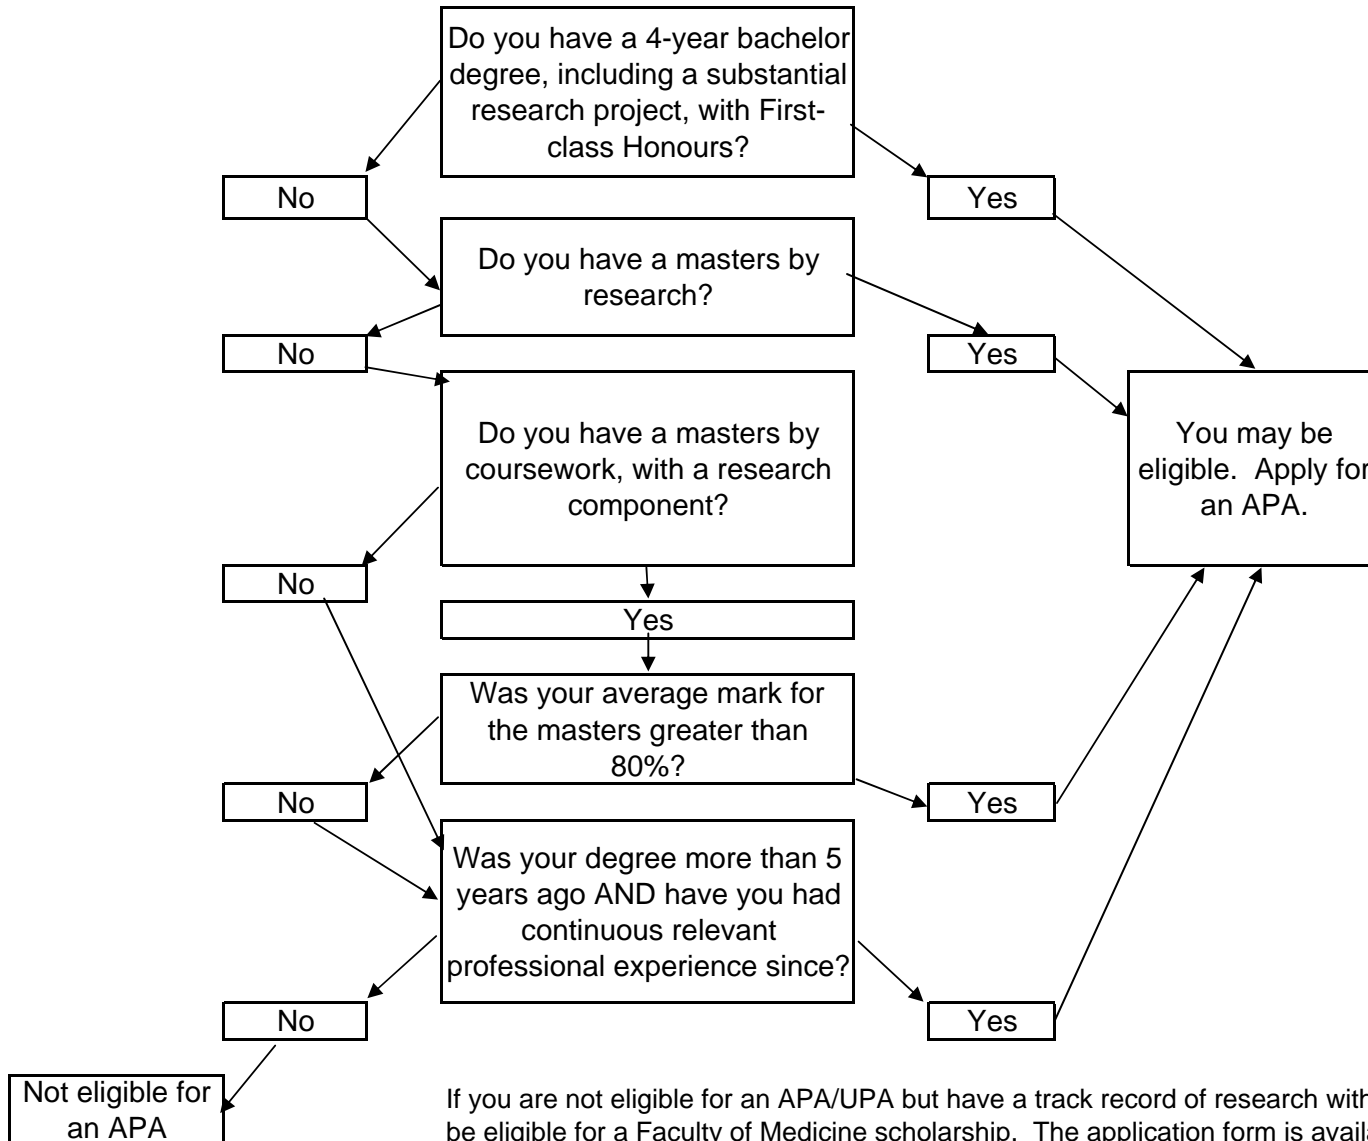 Do you have a 4-year bachelor
degree, including a substantial
research project, with First-
class Honours?
No
Yes
Do you have a masters by
research?
No
Yes
Do you have a masters by
coursework, with a research
component?
You may be
eligible.  Apply for
an APA.
No
Yes
Was your average mark for
the masters greater than
80%?
No
Yes
Was your degree more than 5
years ago AND have you had
continuous relevant
professional experience since?
No
Yes
Not eligible for
an APA
If you are not eligible for an APA/UPA but have a track record of research with
be eligible for a Faculty of Medicine scholarship.  The application form is avail